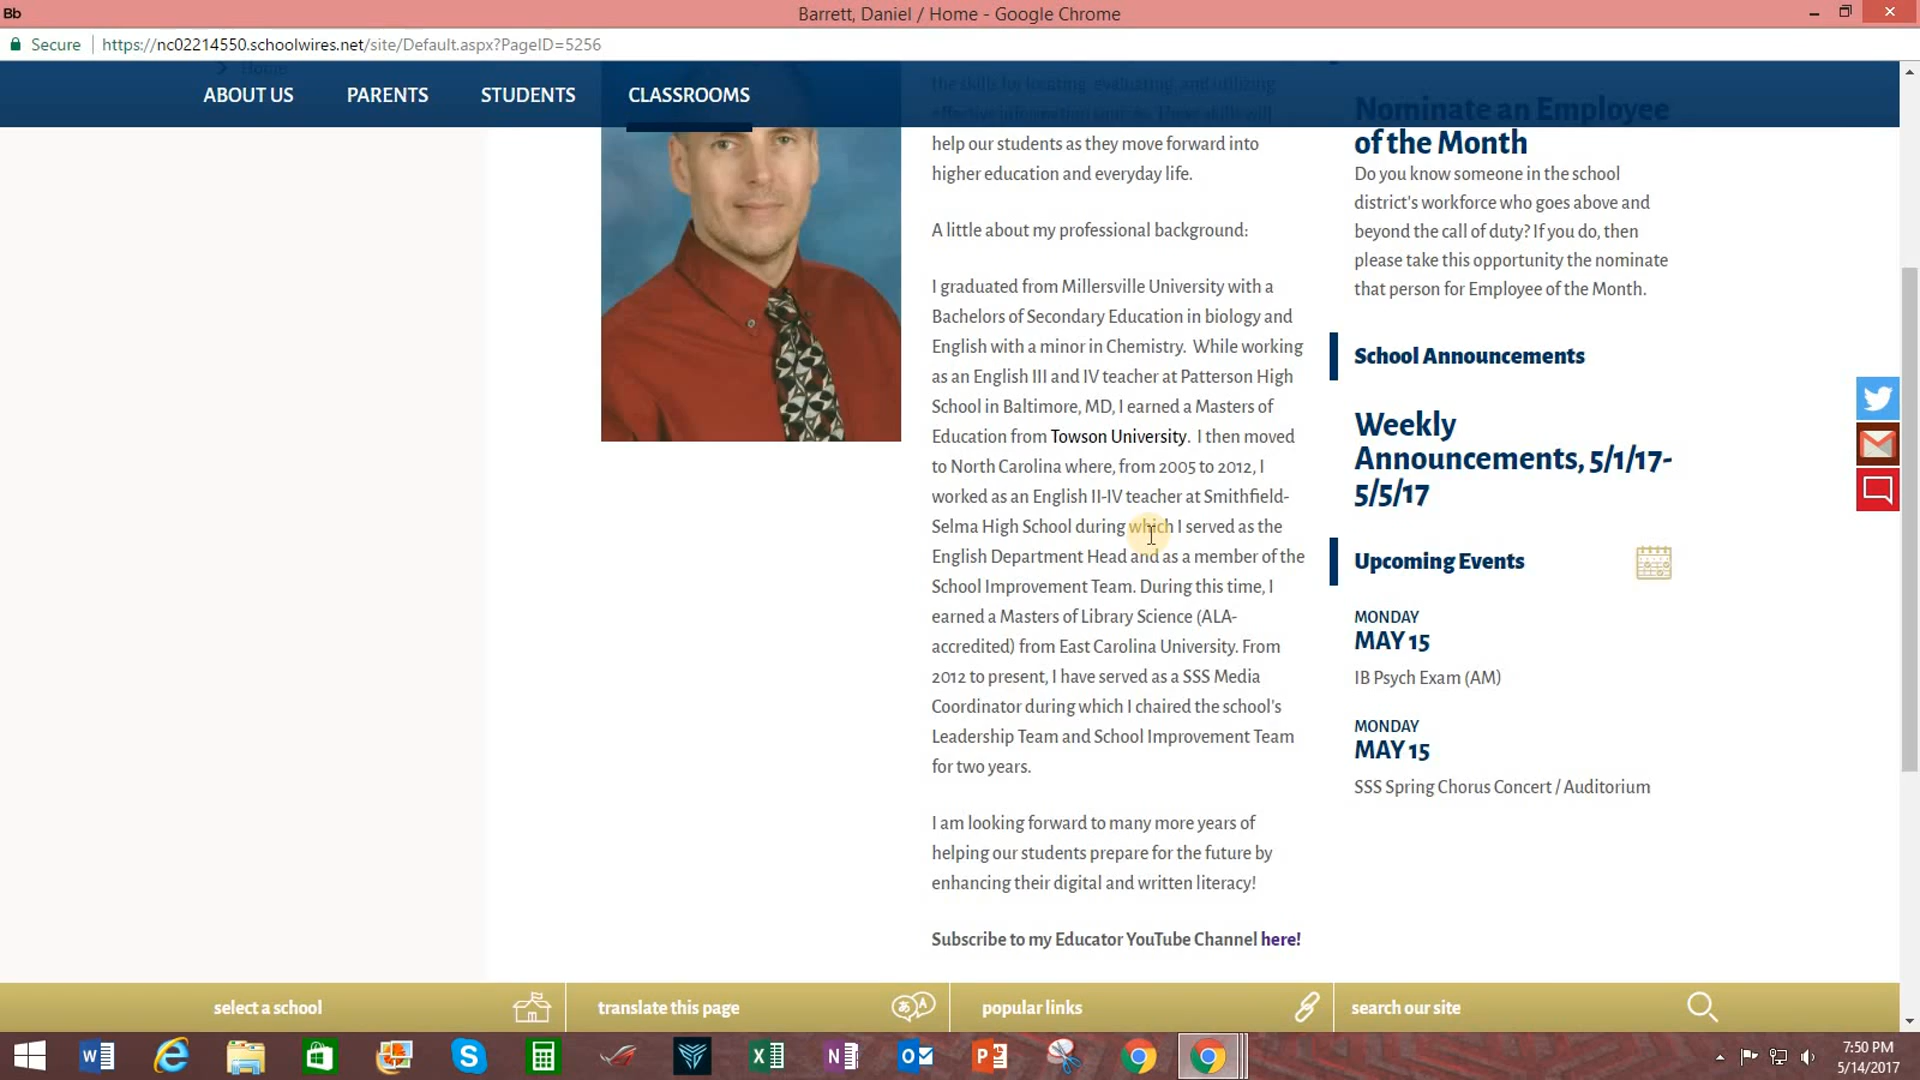 Bb
Barrett, Daniel / Home - Google Chrome
Secure
https://nc02214550.schoolwires.net/site/Default.aspx?PageID=5256
Home
ABOUT US
PARENTS
STUDENTS
CLASSROOMS
the skills for locating, evaluating, and utilizing
effective information sources. These skills will
help our students as they move forward into
higher education and everyday life.
A little about my professional background:
I graduated from Millersville University with a
Bachelors of Secondary Education in biology and
English with a minor in Chemistry. While working
as an English III and IV teacher at Patterson High
School in Baltimore, MD, I earned a Masters of
Education from Towson University. I then moved
to North Carolina where, from 2005 to 2012, I
worked as an English II-IV teacher at Smithfield-
Selma High School during which I served as the
English Department Head and as a member of the
School Improvement Team. During this time, I
earned a Masters of Library Science (ALA-
accredited) from East Carolina University. From
2012 to present, I have served as a SSS Media
Coordinator during which I chaired the school's
Leadership Team and School Improvement Team
for two years.
I am looking forward to many more years of
helping our students prepare for the future by
enhancing their digital and written literacy!
Subscribe to my Educator YouTube Channel here!
Nominate an Employee
of the Month
Do you know someone in the school
district's workforce who goes above and
beyond the call of duty? If you do, then
please take this opportunity the nominate
that person for Employee of the Month.
School Announcements
Weekly
Announcements, 5/1/17-
5/5/17
Upcoming Events
MONDAY
MAY 15
IB Psych Exam (AM)
MONDAY
MAY 15
SSS Spring Chorus Concert / Auditorium
select a school
translate this page
popular links
search our site
7:50 PM
5/14/2017